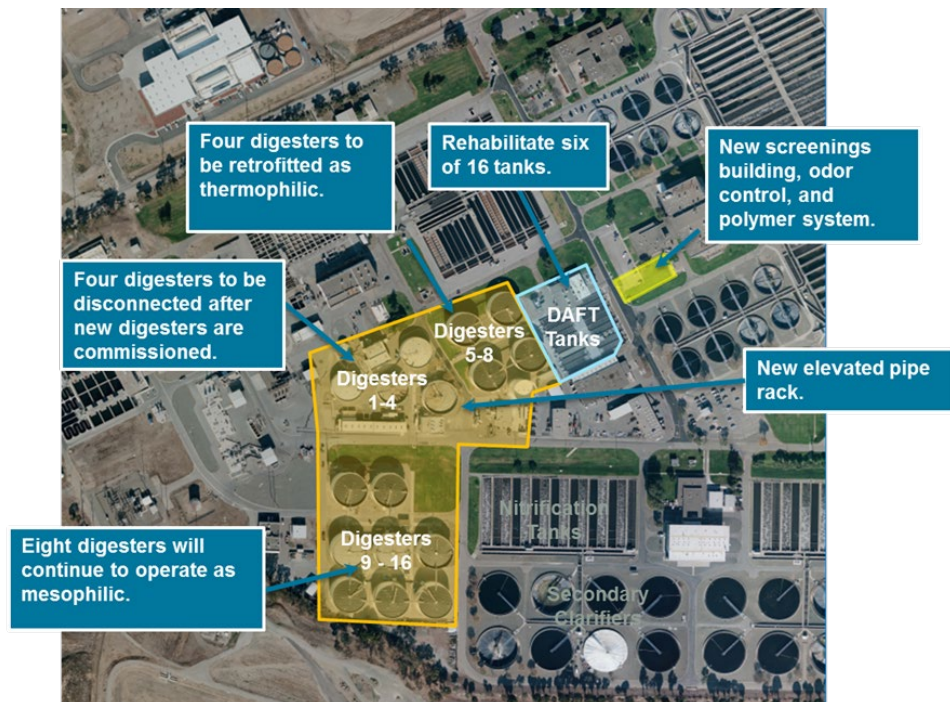 Four digesters to
be retrofitted as
thermophilic.
Rehabilitate six
of 16 tanks.
New screenings
building, odor
control, and
polymer system.
Four digesters to be
disconnected after
new digesters are
commissioned.
Digesters
5-8
DAFT
Tanks
Digesters
1-4
New elevated pipe
rack.
Nitrification
Tanks
Eight digesters will
continue to operate as
mesophilic.
Digesters
9 - 16
Secondary
Clarifiers